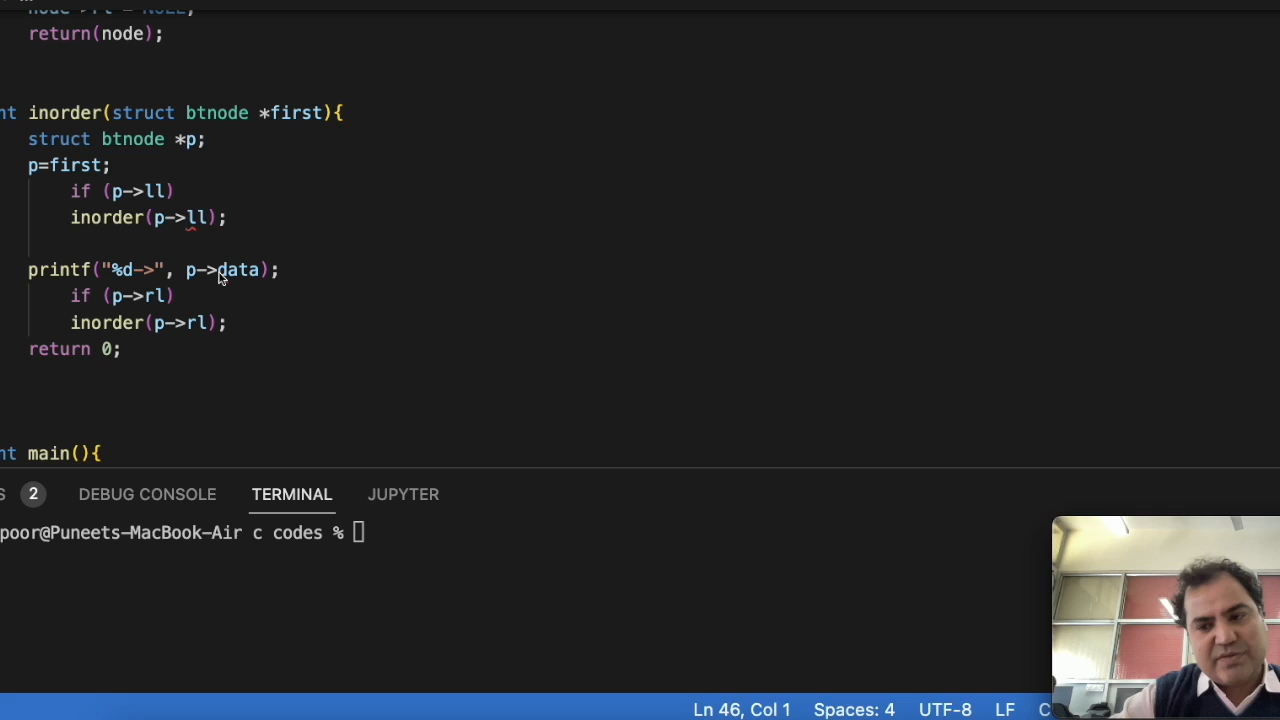 return(node);
nt inorder(struct btnode *first){
struct btnode *p;
p=first;
if (p->ll)
inorder(p->ll);
printf("%d->", p->data);
if (p->rl)
inorder(p->rl);
return 0;
nt main(){
S 2 DEBUG CONSOLE TERMINAL JUPYTER
poor@Puneets-MacBook-Air c codes %
Ln 46, Col 1 Spaces: 4 UTF-8 LF C